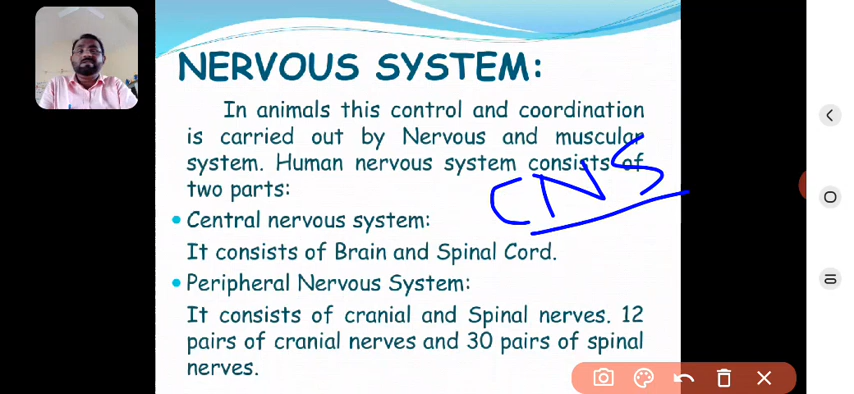 NERVOUS SYSTEM:
In animals this control and coordination
is carried out by Nervous and muscular
system. Human nervous system consists of
two parts:
CNS
• Central nervous system:
It consists of Brain and Spinal Cord.
• Peripheral Nervous System:
It consists of cranial and Spinal nerves. 12
pairs of cranial nerves and 30 pairs of spinal
nerves.